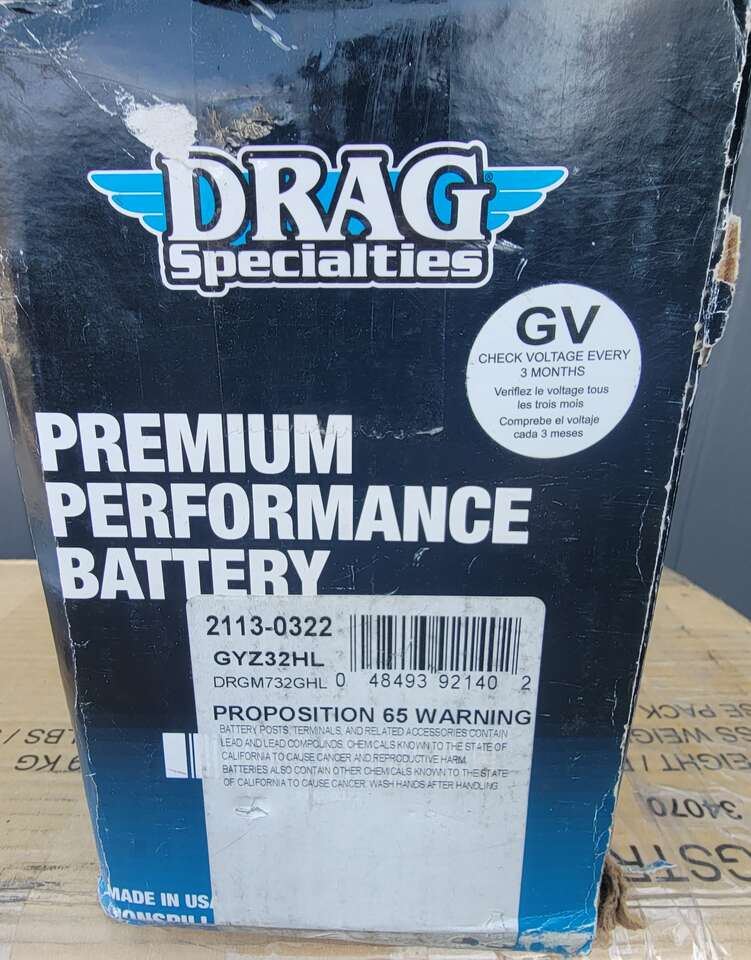 DRAG
Specialties
GV
CHECK VOLTAGE EVERY
3 MONTHS
Verifiez le voltage tous
les trois mois
Comprebe el voltaje
cada 3 meses
PREMIUM
PERFORMANCE
BATTERY
2113-0322
GYZ32HL
DRGM732GHL
0 48493 92140 2
PROPOSITION 65 WARNING
BATTERY POSTS, TERMINALS, AND RELATED ACCESSORIES CONTAIN
LEAD AND LEAD COMPOUNDS, CHEMICALS KNOWN TO THE STATE OF
CALIFORNIA TO CAUSE CANCER AND REPRODUCTIVE HARM.
BATTERIES ALSO CONTAIN OTHER CHEMICALS KNOWN TO THE STATE
OF CALIFORNIA TO CAUSE CANCER. WASH HANDS AFTER HANDLING.
MADE IN USA
34070